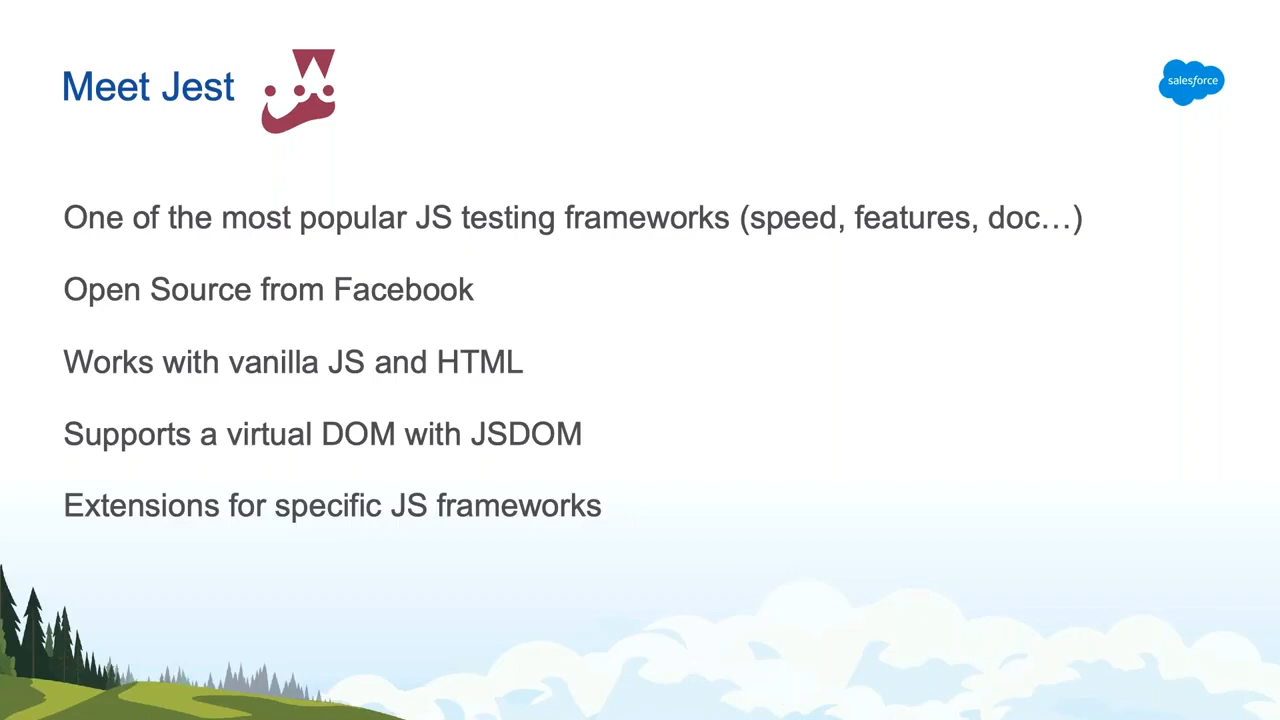 Meet Jest
salesforce
One of the most popular JS testing frameworks (speed, features, doc…)
Open Source from Facebook
Works with vanilla JS and HTML
Supports a virtual DOM with JSDOM
Extensions for specific JS frameworks